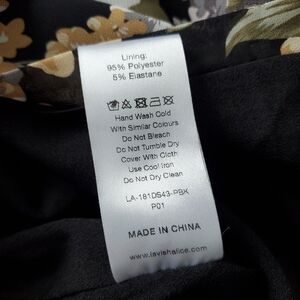 Lining:
95% Polyester
5% Elastane
Hand Wash Cold
With Similar Colours
Do Not Bleach
Do Not Tumble Dry
Cover With Cloth
Use Cool Iron
Do Not Dry Clean
LA-181DS43-PBK
P01
MADE IN CHINA
www.lavishalice.com